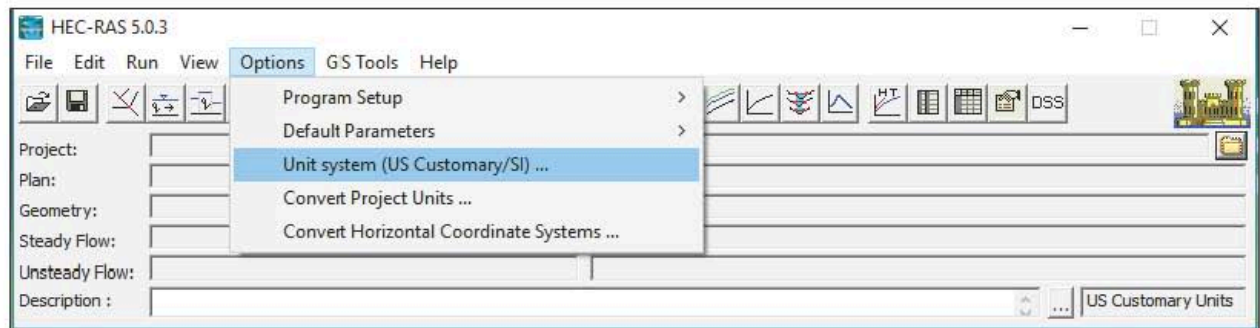 HEC-RAS 5.0.3
File Edit Run View Options GS Tools Help
Program Setup
HT DSS
Default Parameters
Project:
Unit system (US Customary/SI) ...
Plan:
Convert Project Units ...
Geometry:
Convert Horizontal Coordinate Systems ...
Steady Flow:
Unsteady Flow:
Description :
... US Customary Units